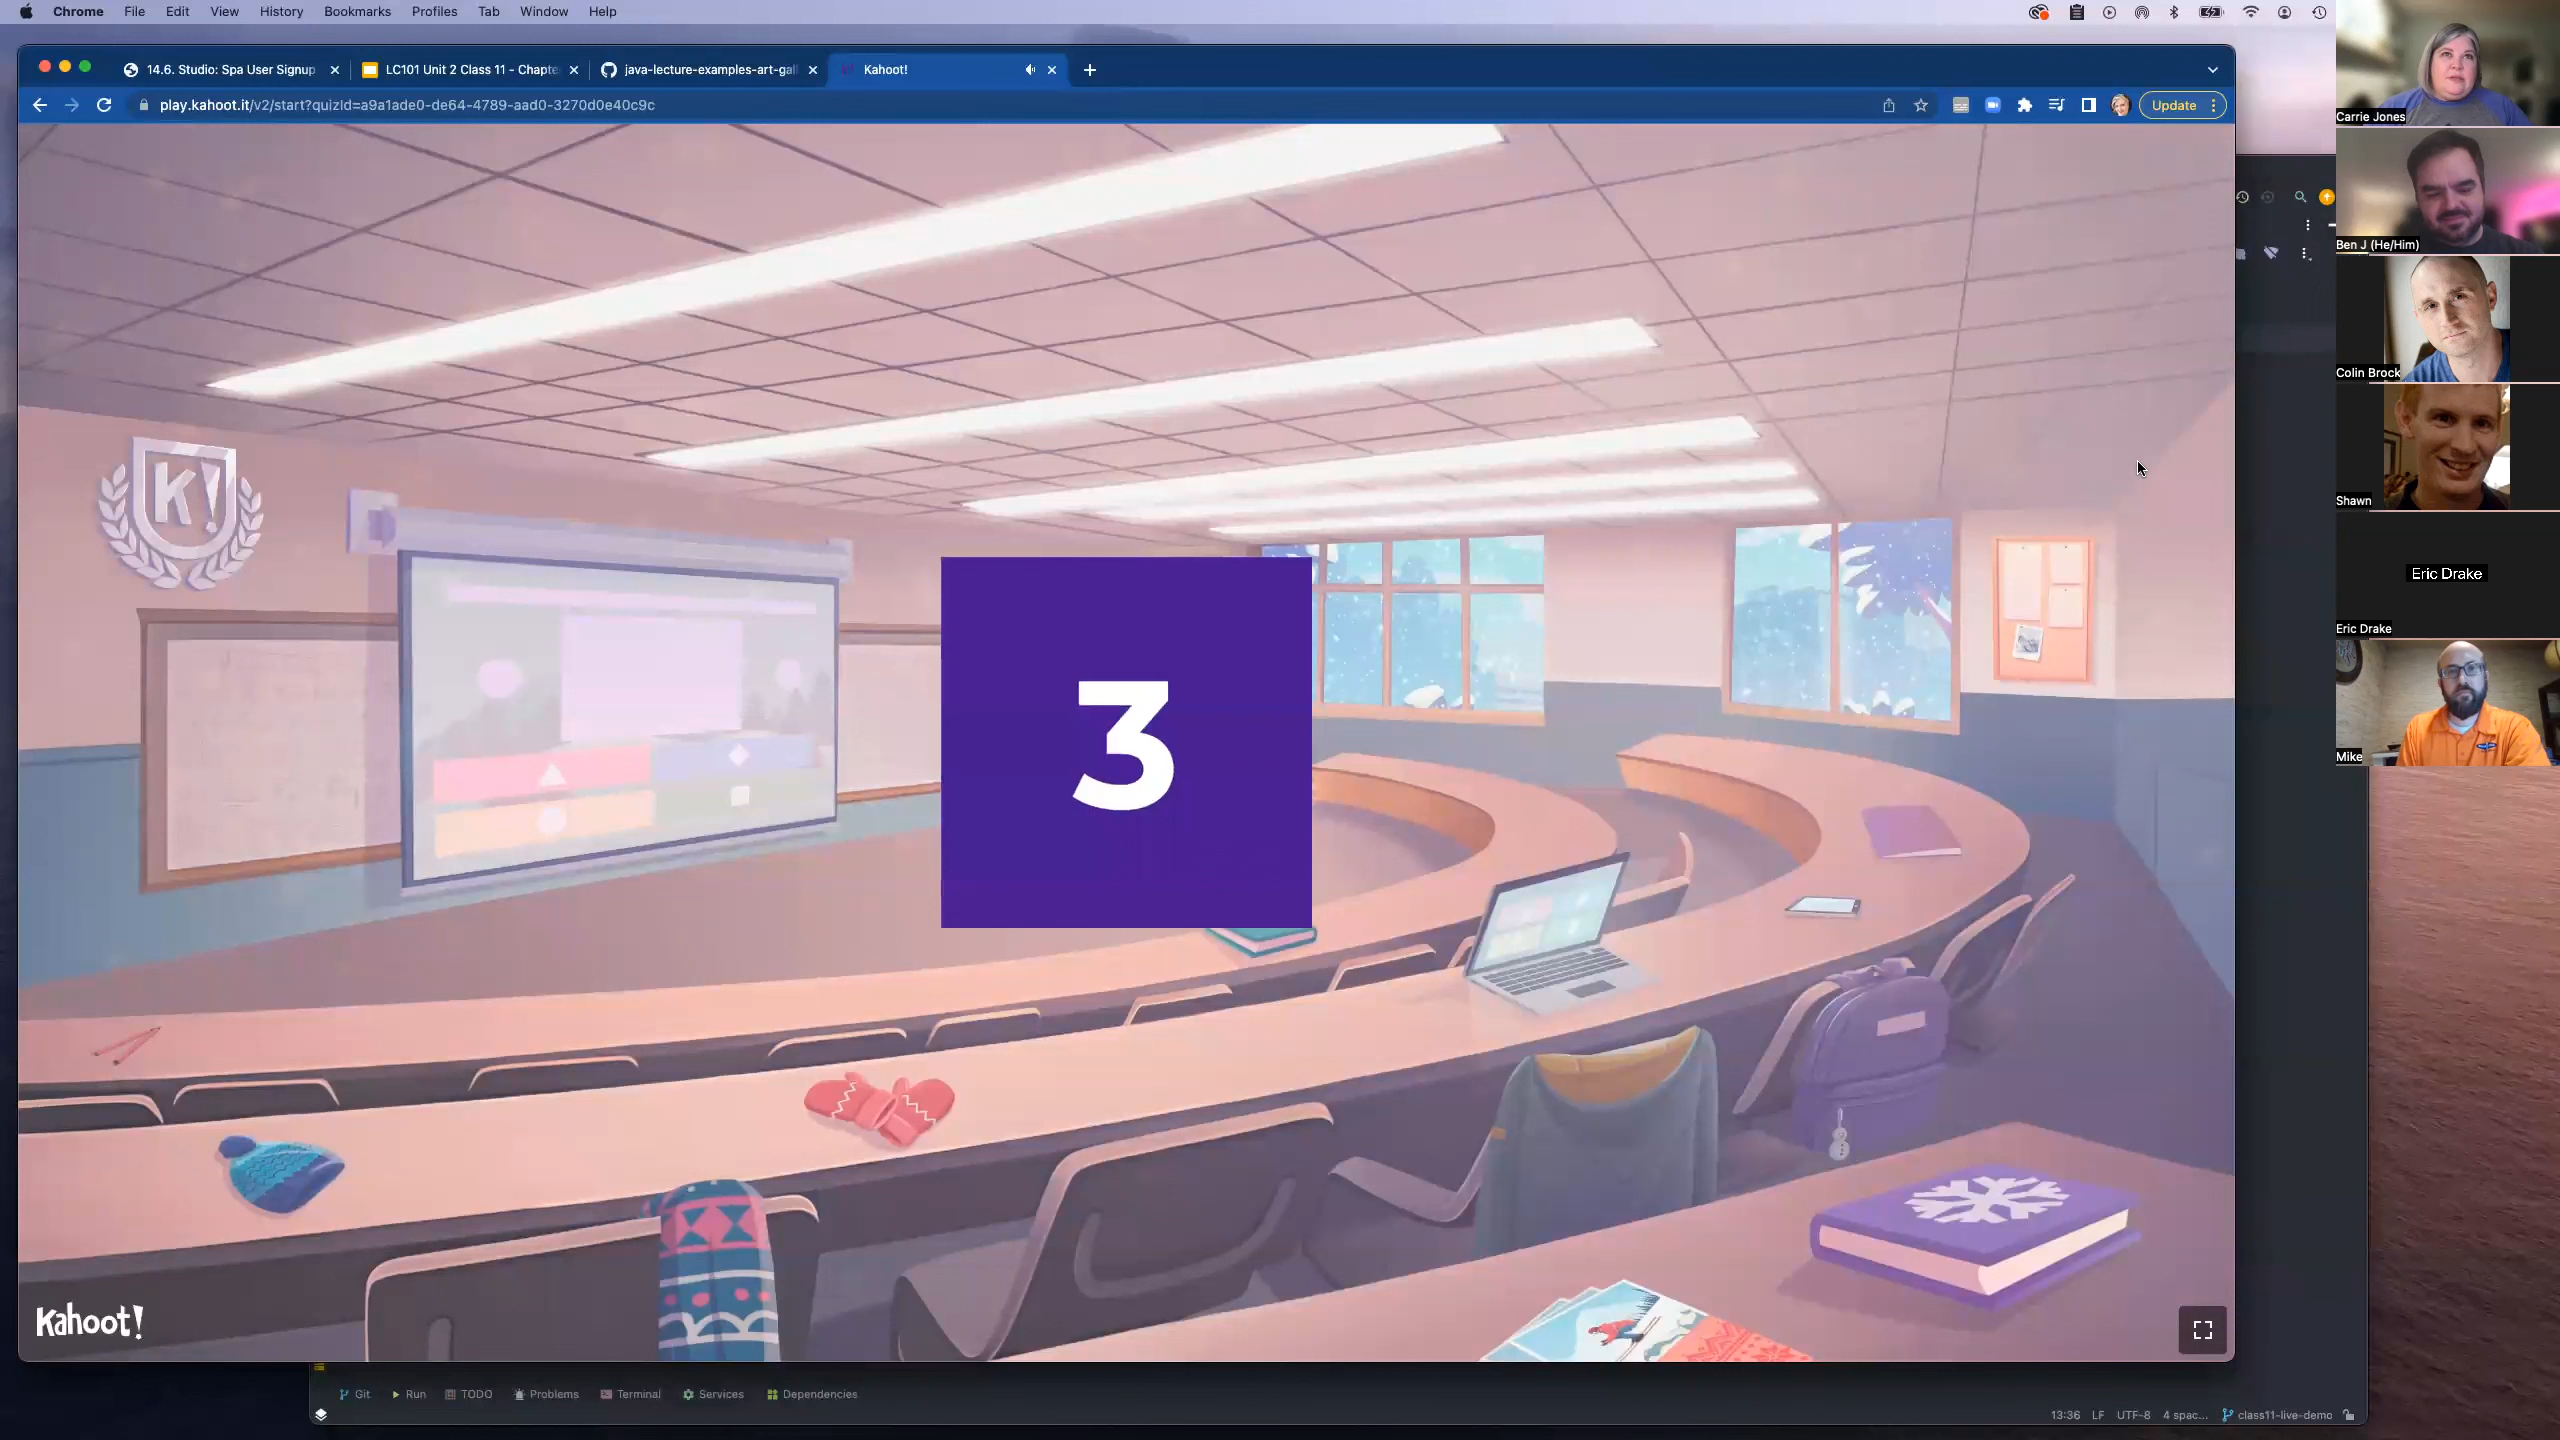 Chrome File Edit View History Bookmarks Profiles Tab Window Help
14.6. Studio: Spa User Signup
LC101 Unit 2 Class 11 - Chapte
java-lecture-examples-art-gal
Kahoot!
play.kahoot.it/v2/start?quizId=a9a1ade0-de64-4789-aad0-3270d0e40c9c
Update
K!
3
Kahoot!
Carrie Jones
Ben J (He/Him)
Colin Brock
Shawn
Eric Drake
Eric Drake
Mike
Git Run TODO Problems Terminal Services Dependencies
13:36 LF UTF-8 4 spac... class11-live-demo